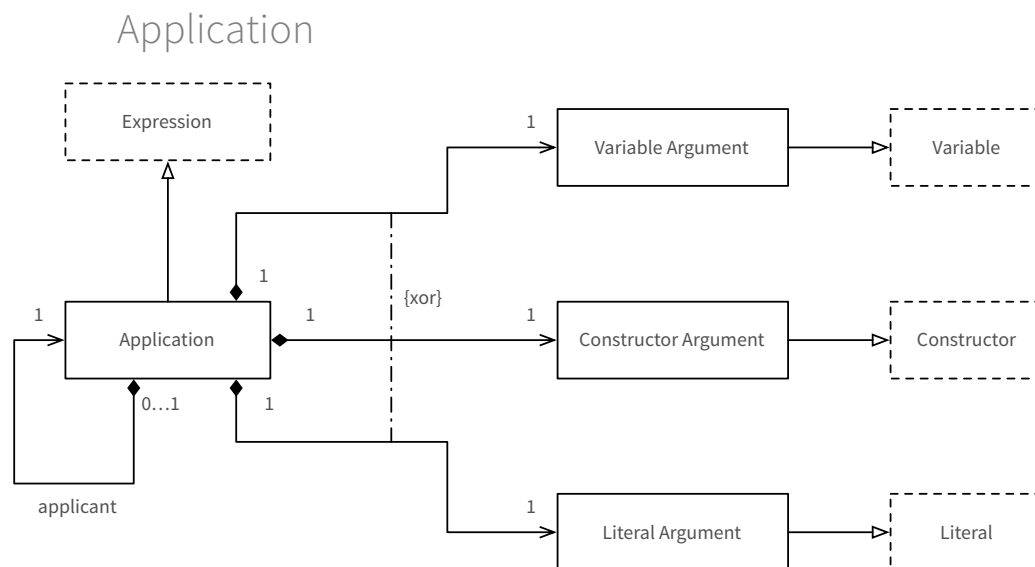 Application
Expression
1
Variable Argument
Variable
1
{xor}
1
Application
1
1
Constructor Argument
Constructor
0...1
1
applicant
1
Literal Argument
Literal